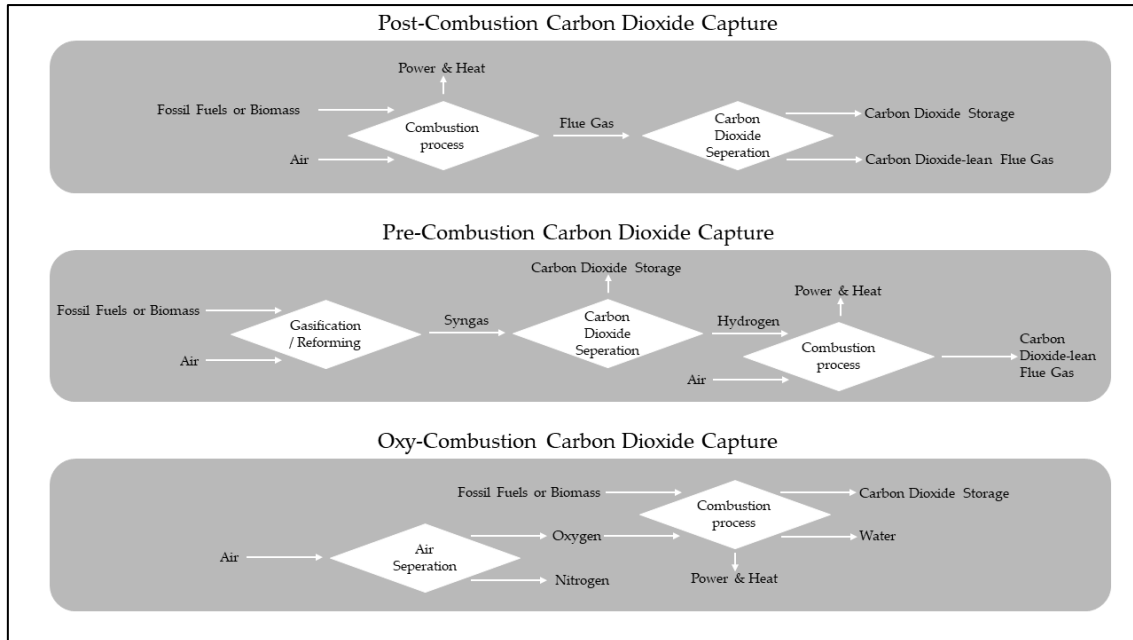 Post-Combustion Carbon Dioxide Capture
Power & Heat
Fossil Fuels or Biomass
Combustion
process
Flue Gas
Carbon
Dioxide
Seperation
Carbon Dioxide Storage
Air
Carbon Dioxide-lean Flue Gas
Pre-Combustion Carbon Dioxide Capture
Carbon Dioxide Storage
Power & Heat
Fossil Fuels or Biomass
Gasification
/ Reforming
Syngas
Carbon
Dioxide
Seperation
Hydrogen
Combustion
process
Carbon
Dioxide-lean
Flue Gas
Air
Air
Oxy-Combustion Carbon Dioxide Capture
Fossil Fuels or Biomass
Combustion
process
Carbon Dioxide Storage
Air
Air
Seperation
Oxygen
Water
Nitrogen
Power & Heat